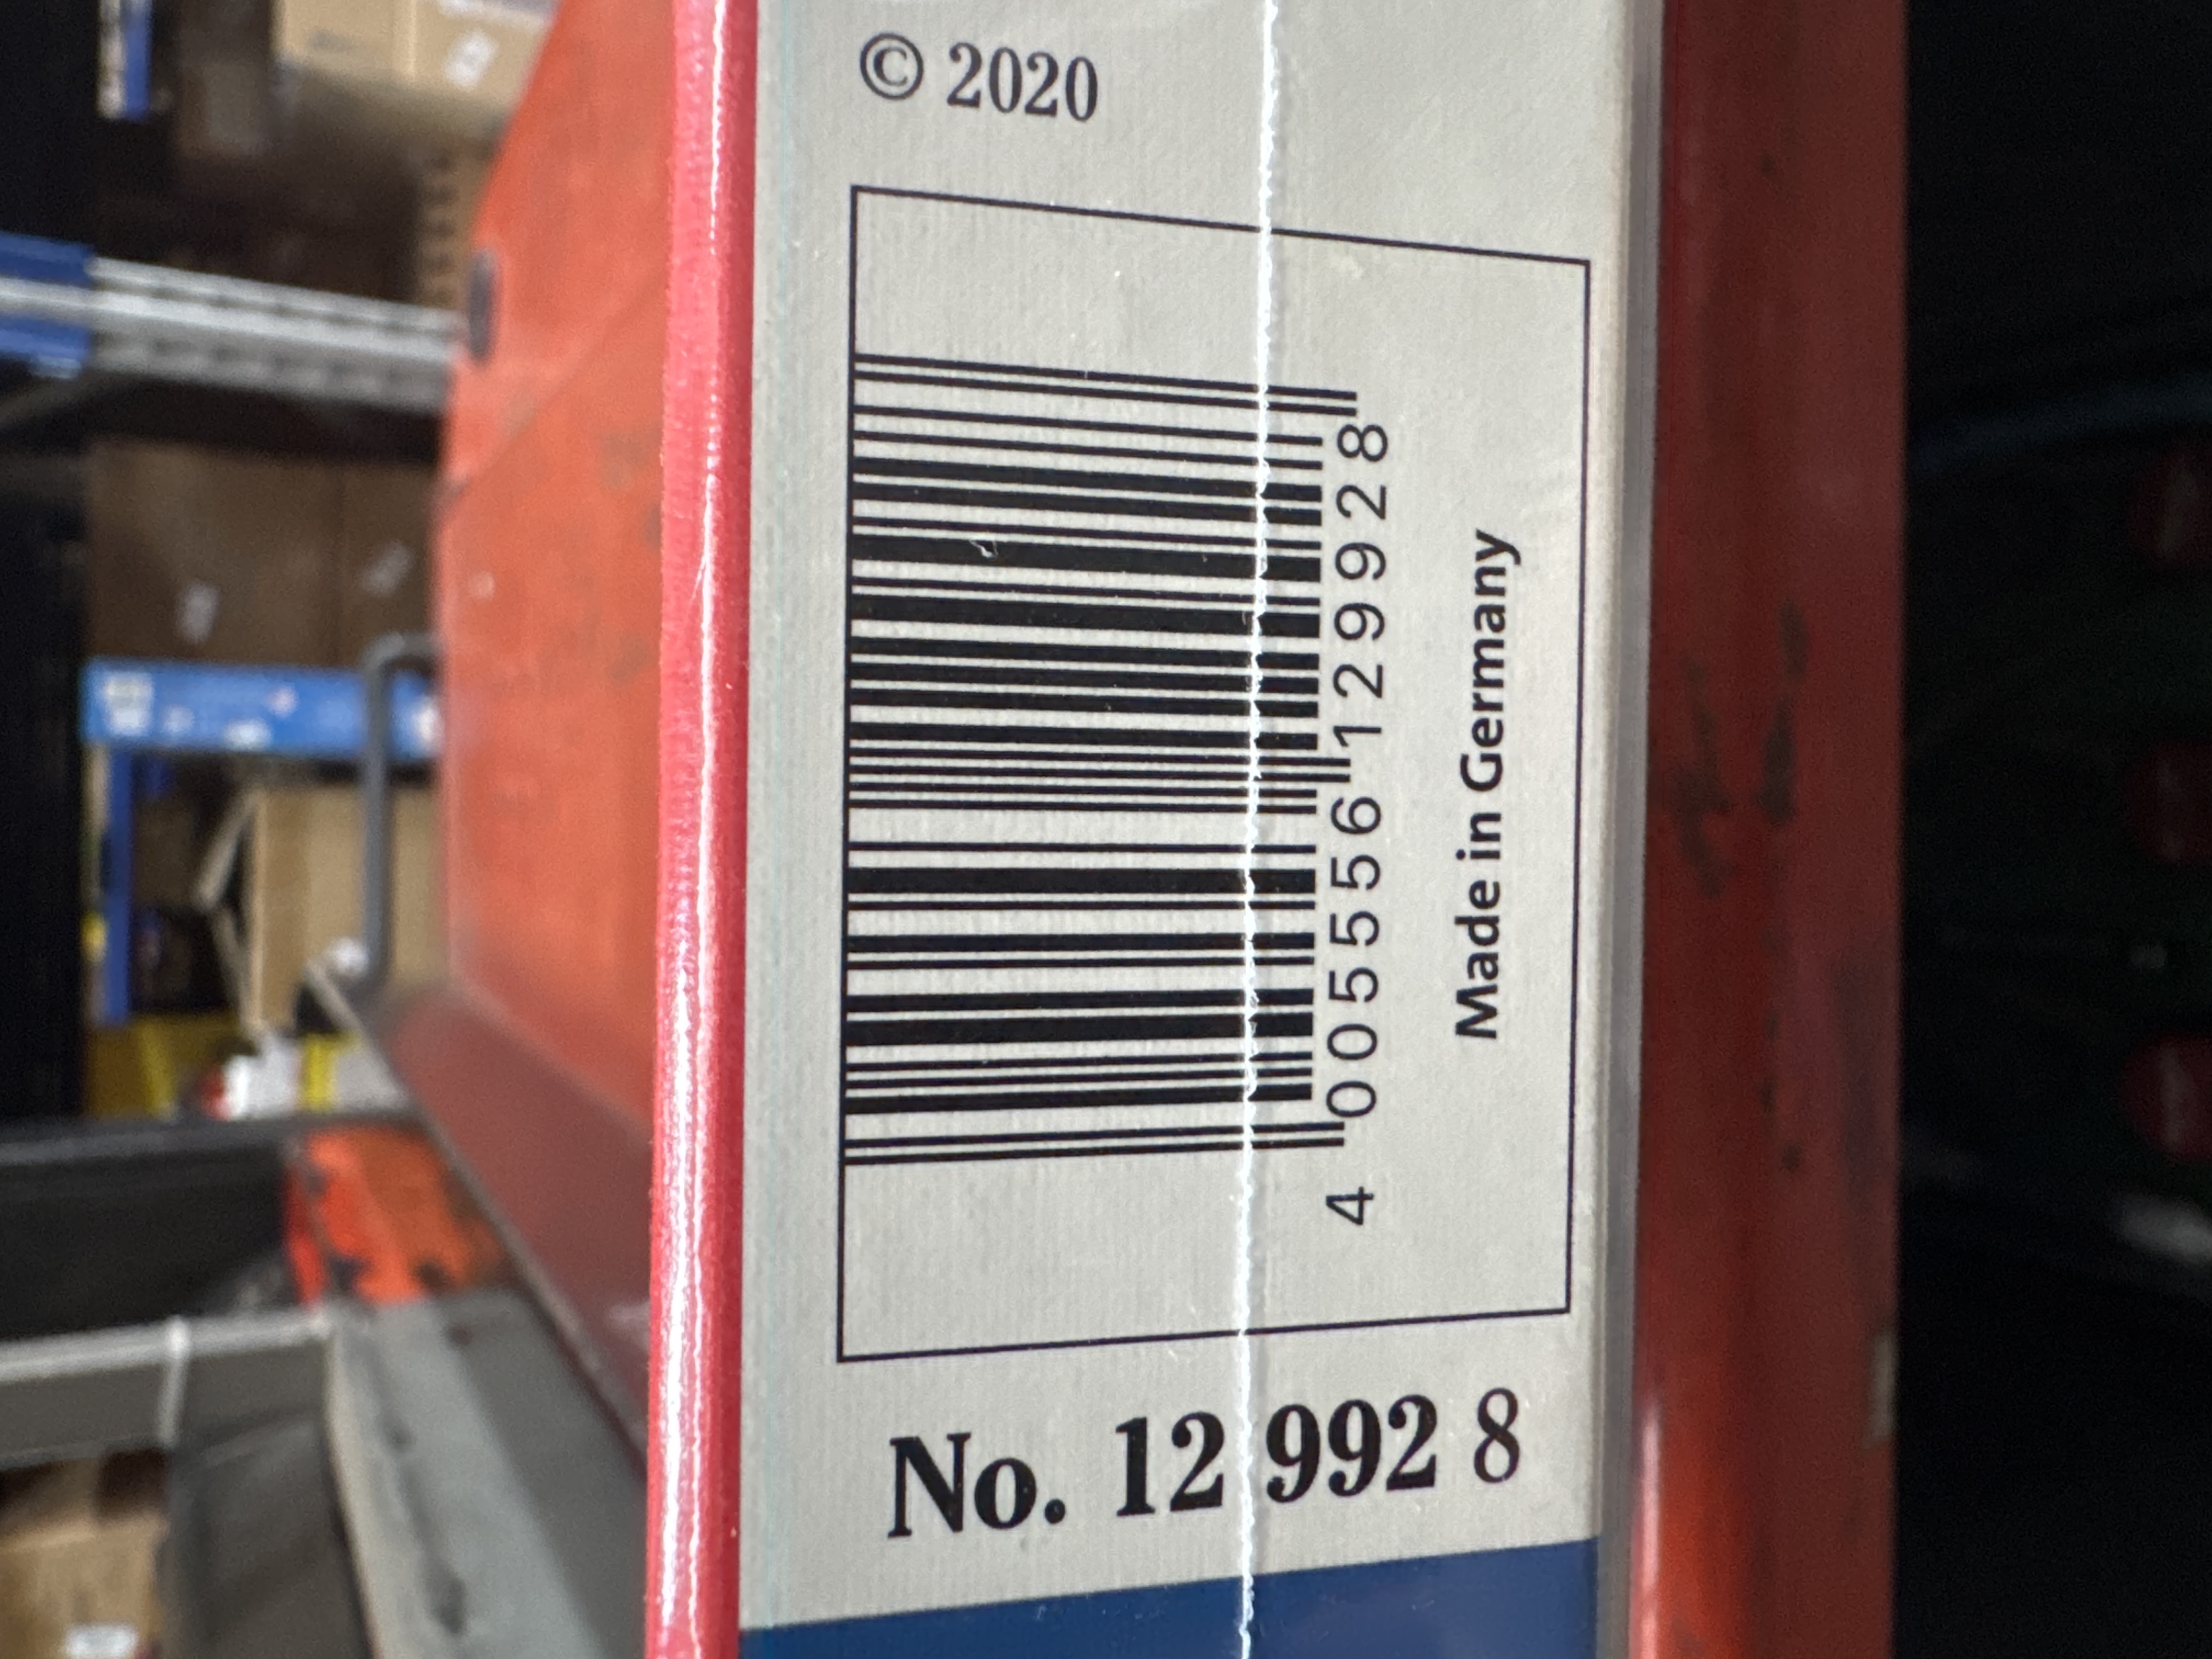 © 2020
4 005556 129928
Made in Germany
No. 12 992 8